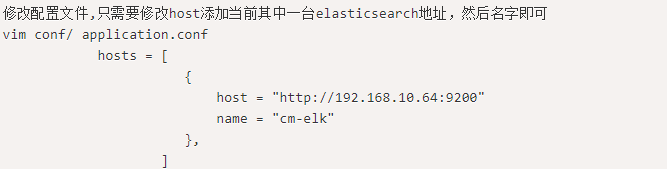 修改配置文件,只需要修改host添加当前其中一台elasticsearch地址，然后名字即可
vim conf/ application.conf
hosts = [
{
host = "http://192.168.10.64:9200"
name = "cm-elk"
},
]